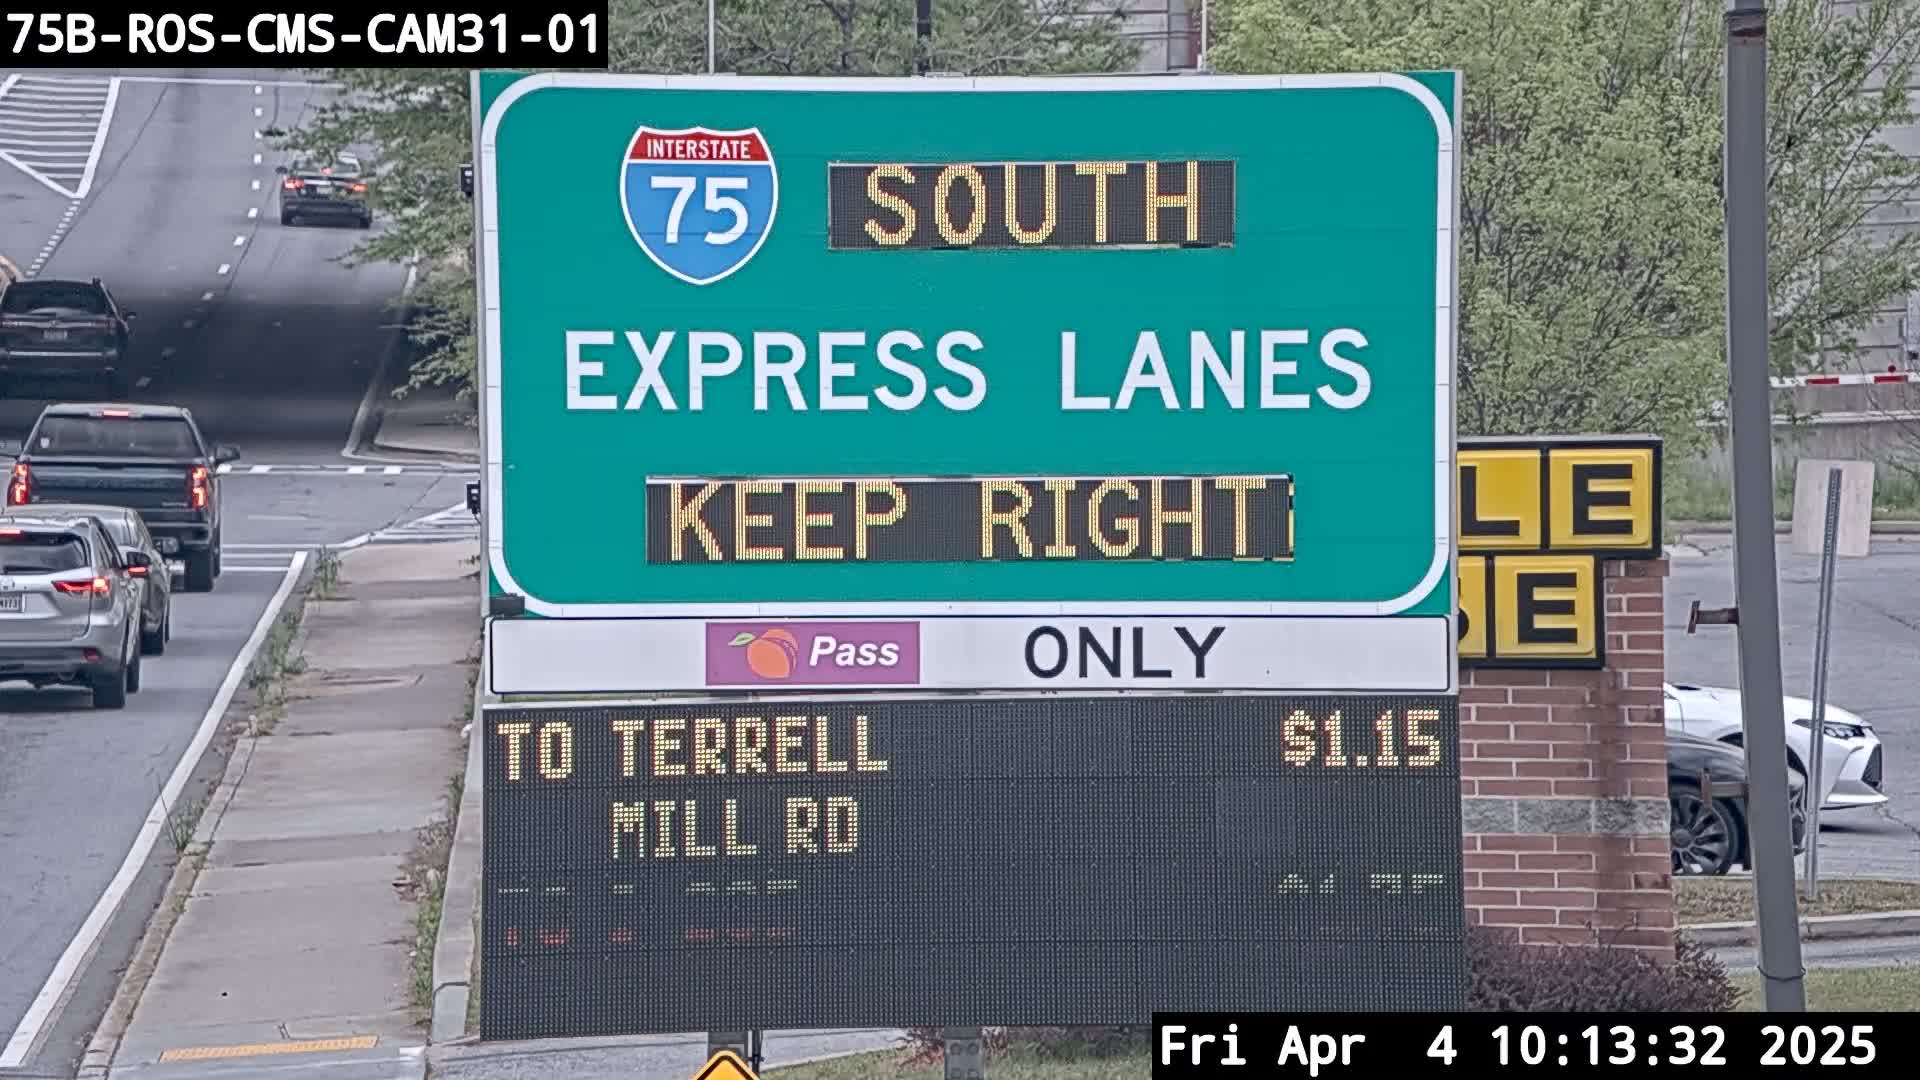 75B-ROS-CMS-CAM31-01
INTERSTATE
75
SOUTH
EXPRESS LANES
KEEP RIGHT
Pass ONLY
TO TERRELL $1.15
MILL RD
LE
E
Fri Apr 4 10:13:32 2025